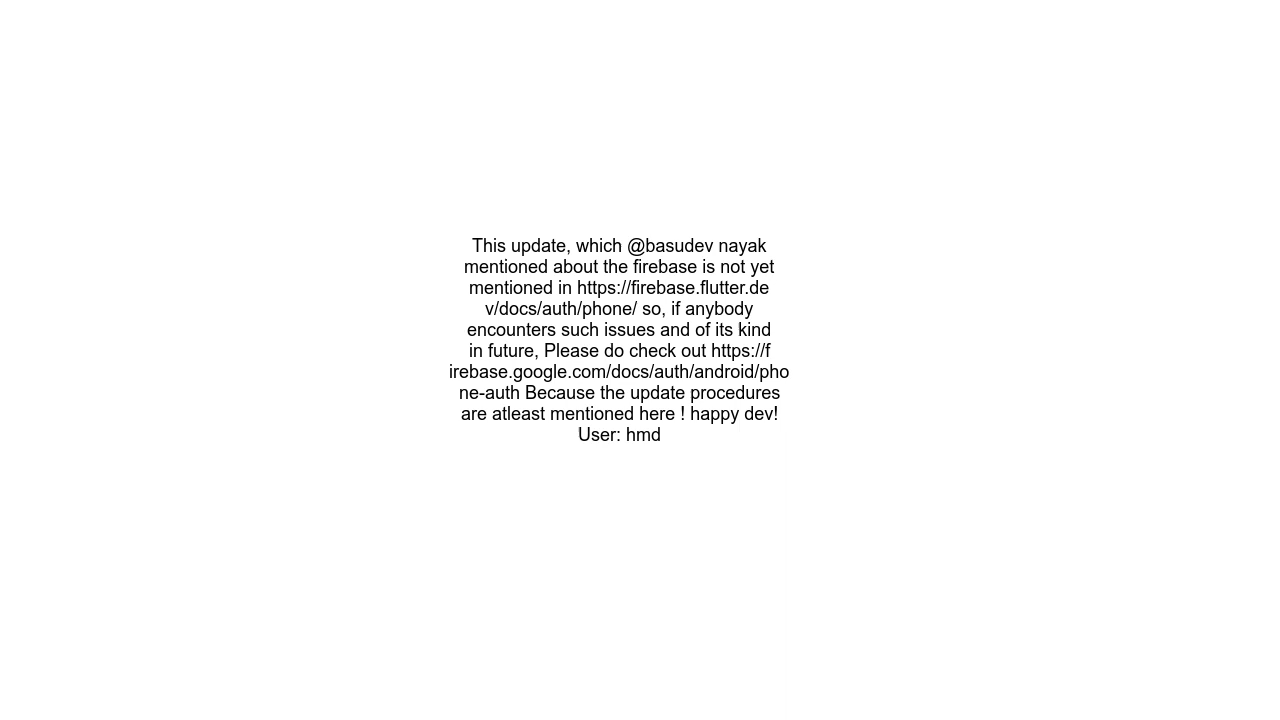 This update, which @basudev nayak
mentioned about the firebase is not yet
mentioned in https://firebase.flutter.de
v/docs/auth/phone/ so, if anybody
encounters such issues and of its kind
in future, Please do check out https://f
irebase.google.com/docs/auth/android/pho
ne-auth Because the update procedures
are atleast mentioned here ! happy dev!
User: hmd